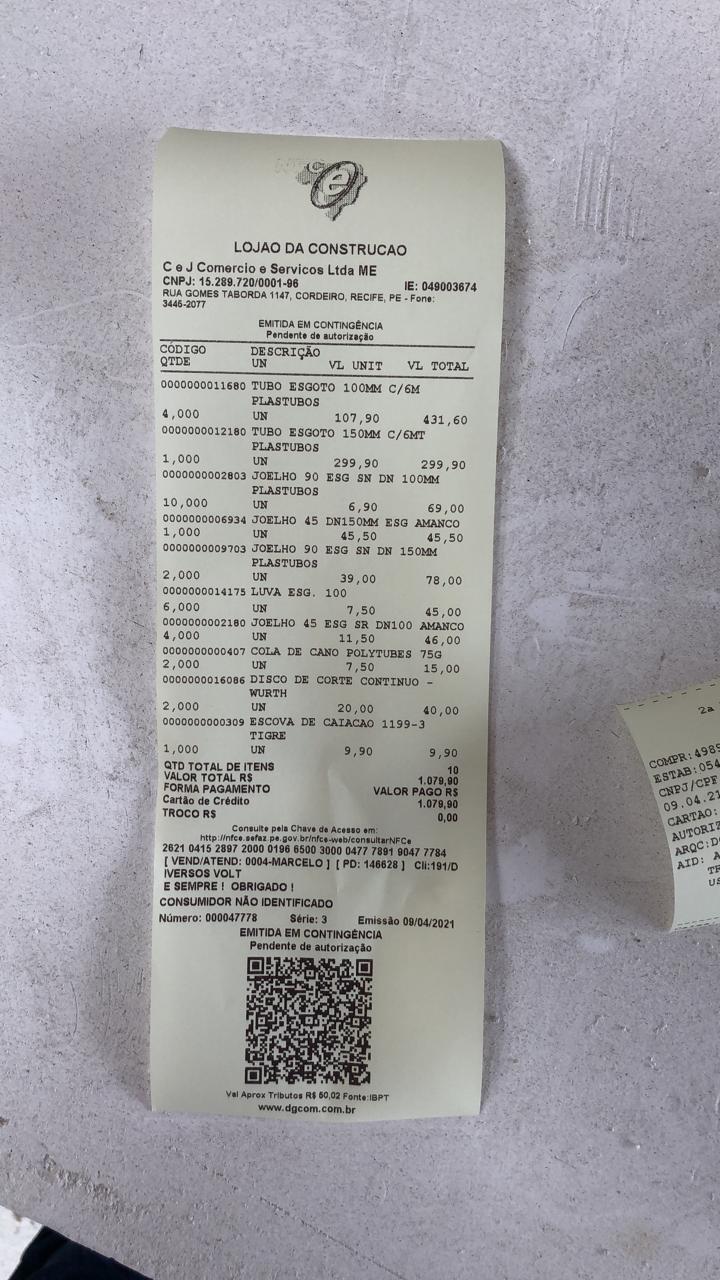 e
LOJAO DA CONSTRUCAO
C e J Comercio e Servicos Ltda ME
CNPJ: 15.289.720/0001-96 IE: 049003674
RUA GOMES TABORDA 1147, CORDEIRO, RECIFE, PE - Fone:
3446-2077
EMITIDA EM CONTINGÊNCIA
Pendente de autorização
CÓDIGO DESCRIÇÃO
QTDE UN VL UNIT VL TOTAL
0000000011680 TUBO ESGOTO 100MM C/6M
PLASTUBOS
4,000 UN 107,90 431,60
0000000012180 TUBO ESGOTO 150MM C/6MT
PLASTUBOS
1,000 UN 299,90 299,90
0000000002803 JOELHO 90 ESG SN DN 100MM
PLASTUBOS
10,000 UN 6,90 69,00
0000000006934 JOELHO 45 DN150MM ESG AMANCO
1,000 UN 45,50 45,50
0000000009703 JOELHO 90 ESG SN DN 150MM
PLASTUBOS
2,000 UN 39,00 78,00
0000000014175 LUVA ESG. 100
6,000 UN 7,50 45,00
0000000002180 JOELHO 45 ESG SR DN100 AMANCO
4,000 UN 11,50 46,00
0000000000407 COLA DE CANO POLYTUBES 75G
2,000 UN 7,50 15,00
0000000016086 DISCO DE CORTE CONTINUO -
WURTH
2,000 UN 20,00 40,00
0000000000309 ESCOVA DE CAIACAO 1199-3
TIGRE
1,000 UN 9,90 9,90
QTD TOTAL DE ITENS 10
VALOR TOTAL R$ 1.079,90
FORMA PAGAMENTO VALOR PAGO R$
Cartão de Crédito 1.079,90
TROCO R$ 0,00
Consulte pela Chave de Acesso em:
http://nfce.sefaz.pe.gov.br/nfce-web/consultarNFCe
2621 0415 2897 2000 0196 6500 3000 0477 7891 9047 7784
[ VEND/ATEND: 0004-MARCELO ] [ PD: 146628 ] Cli:191/D
IVERSOS VOLT
E SEMPRE ! OBRIGADO !
CONSUMIDOR NÃO IDENTIFICADO
Número: 000047778 Série: 3 Emissão 09/04/2021
EMITIDA EM CONTINGÊNCIA
Pendente de autorização
Val Aprox Tributos R$ 60,02 Fonte:IBPT
www.dgcom.com.br
2a
COMPR:4985
ESTAB:054
CNPJ/CPF
09.04.21
CARTAO:
AUTORIZ
ARQC:D
AID: A